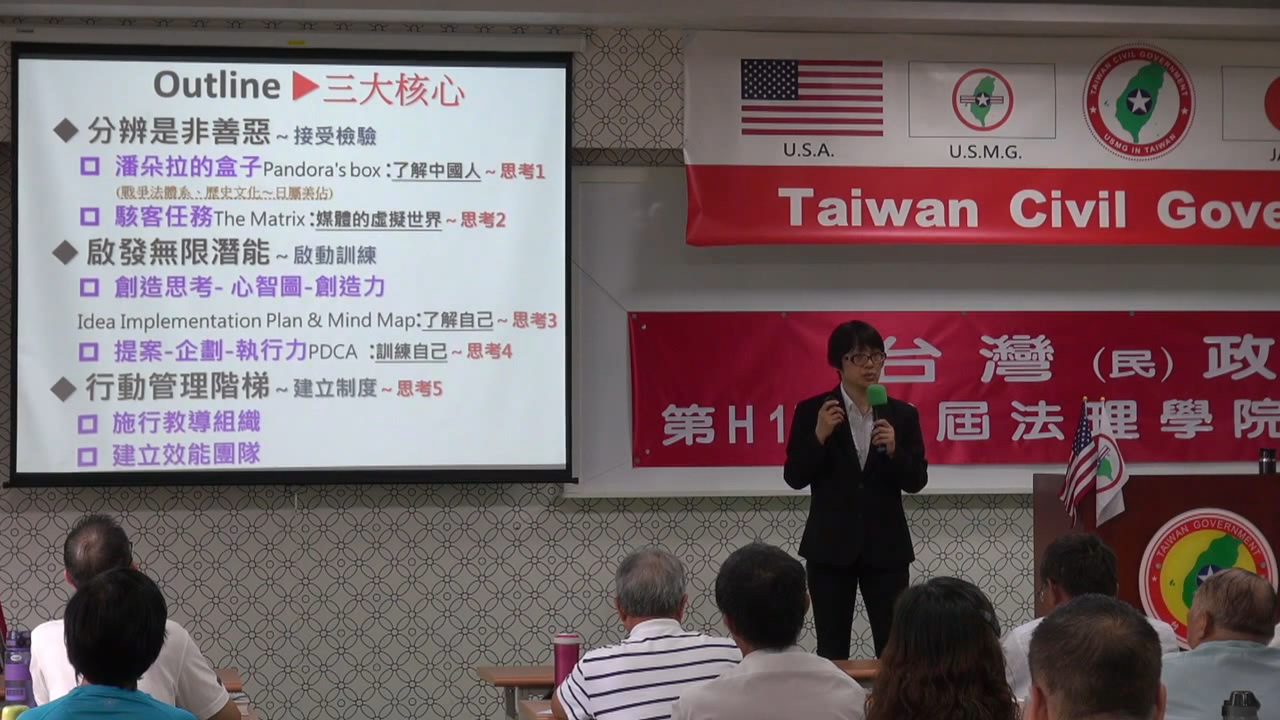 Outline ▶三大核心
◆ 分辨是非善惡～接受檢驗
潘朵拉的盒子Pandora's box：了解中國人～思考1
(戰爭法體系、歷史文化～日屬美佔)
駭客任務The Matrix：媒體的虛擬世界～思考2
◆ 啟發無限潛能～啟動訓練
創造思考- 心智圖-創造力
Idea Implementation Plan & Mind Map：了解自己～思考3
提案-企劃-執行力PDCA ：訓練自己～思考4
◆ 行動管理階梯～建立制度～思考5
施行教導組織
建立效能團隊
U.S.A.
U.S.M.G.
TAIWAN CIVIL GOVERNMENT
USMG IN TAIWAN
JA
Taiwan Civil Gove
台灣(民)政
第H1 屆法理學院
TAIWAN GOVERNMENT